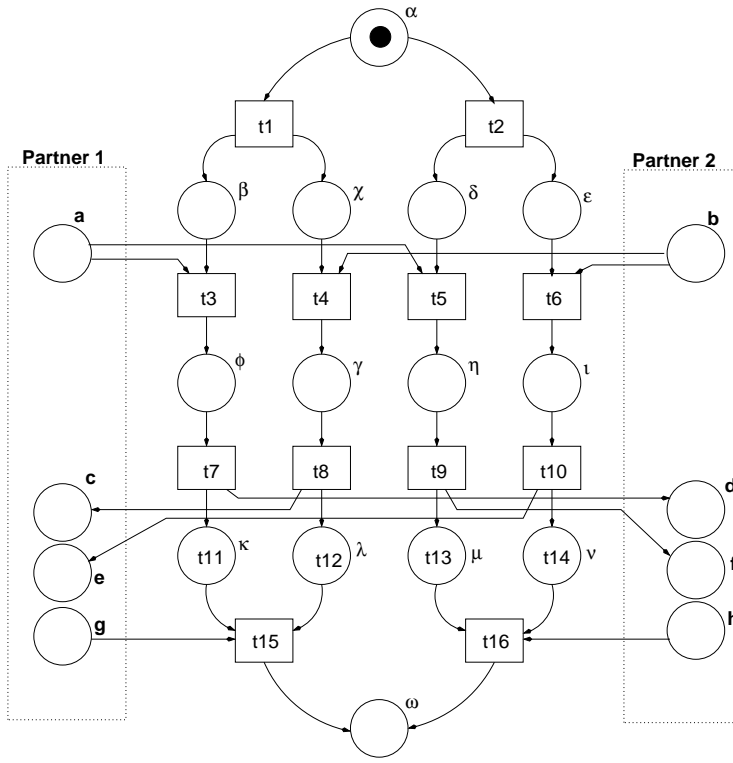 α
t1 t2
Partner 1 Partner 2
β χ δ ε
a b
t3 t4 t5 t6
φ γ η ι
t7 t8 t9 t10
c d
t11 κ t12 λ t13 μ t14 ν
e f
g h
t15 t16
ω